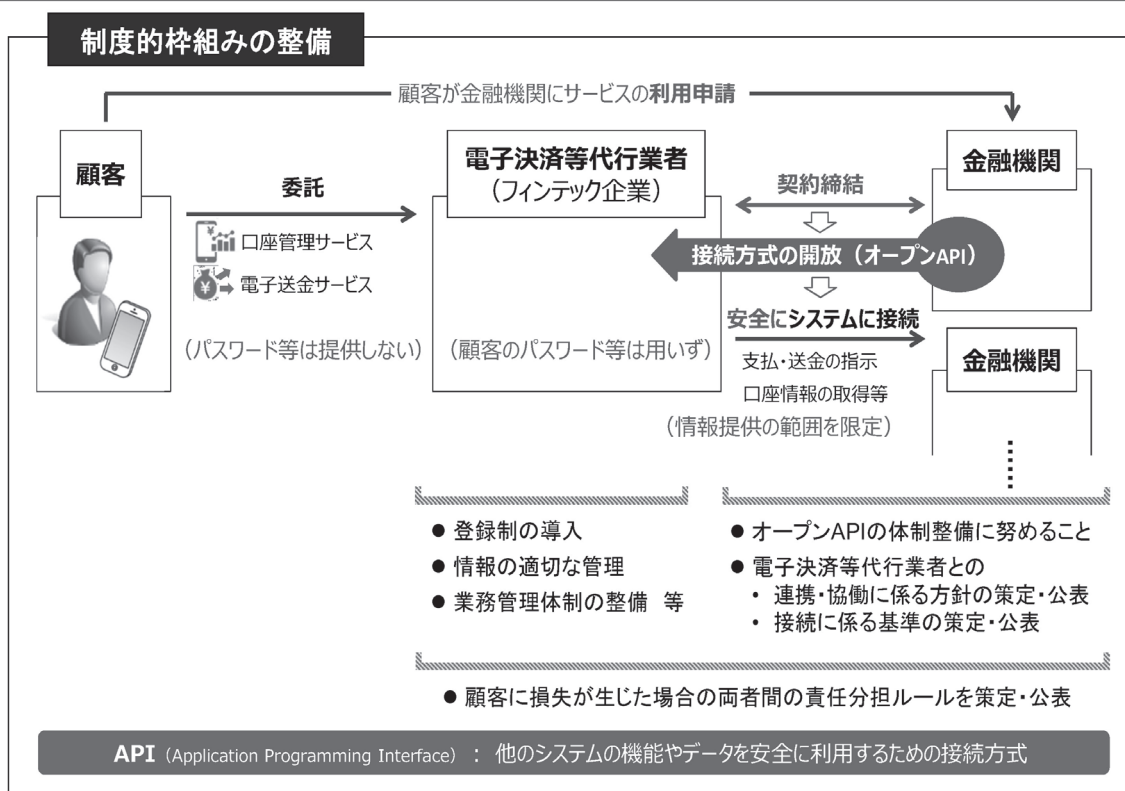 制度的枠組みの整備
顧客が金融機関にサービスの利用申請
顧客
委託
口座管理サービス
電子送金サービス
(パスワード等は提供しない)
電子決済等代行業者
(フィンテック企業)
(顧客のパスワード等は用いず)
契約締結
接続方式の開放(オープンAPI)
安全にシステムに接続
支払・送金の指示
口座情報の取得等
(情報提供の範囲を限定)
金融機関
金融機関
● 登録制の導入
● 情報の適切な管理
● 業務管理体制の整備 等
● オープンAPIの体制整備に努めること
● 電子決済等代行業者との
・ 連携・協働に係る方針の策定・公表
・ 接続に係る基準の策定・公表
● 顧客に損失が生じた場合の両者間の責任分担ルールを策定・公表
API (Application Programming Interface) : 他のシステムの機能やデータを安全に利用するための接続方式